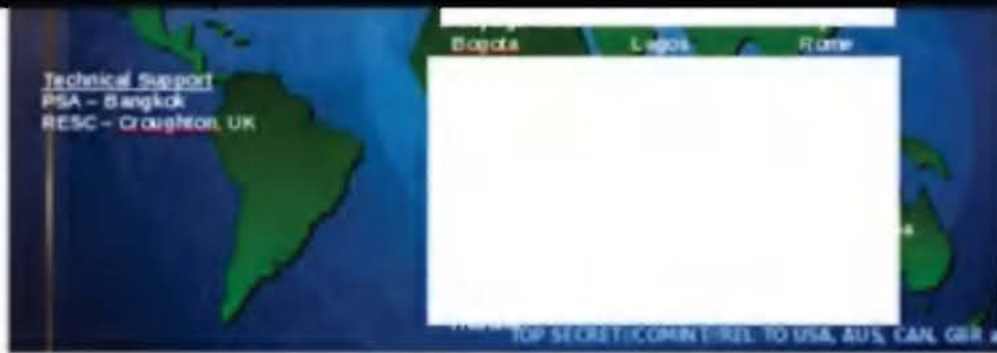 Bogota Lagos Rome
Technical Support
PSA – Bangkok
RESC – Croughton, UK
TOP SECRET//COMINT//REL TO USA, AUS, CAN, GBR